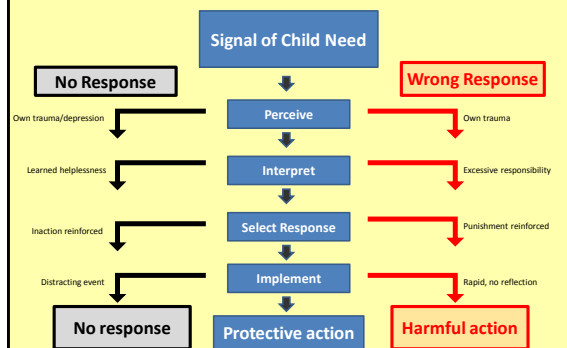 Signal of Child Need
No Response
Wrong Response
Own trauma/depression
Perceive
Own trauma
Learned helplessness
Interpret
Excessive responsibility
Inaction reinforced
Select Response
Punishment reinforced
Distracting event
Implement
Rapid, no reflection
No response
Protective action
Harmful action